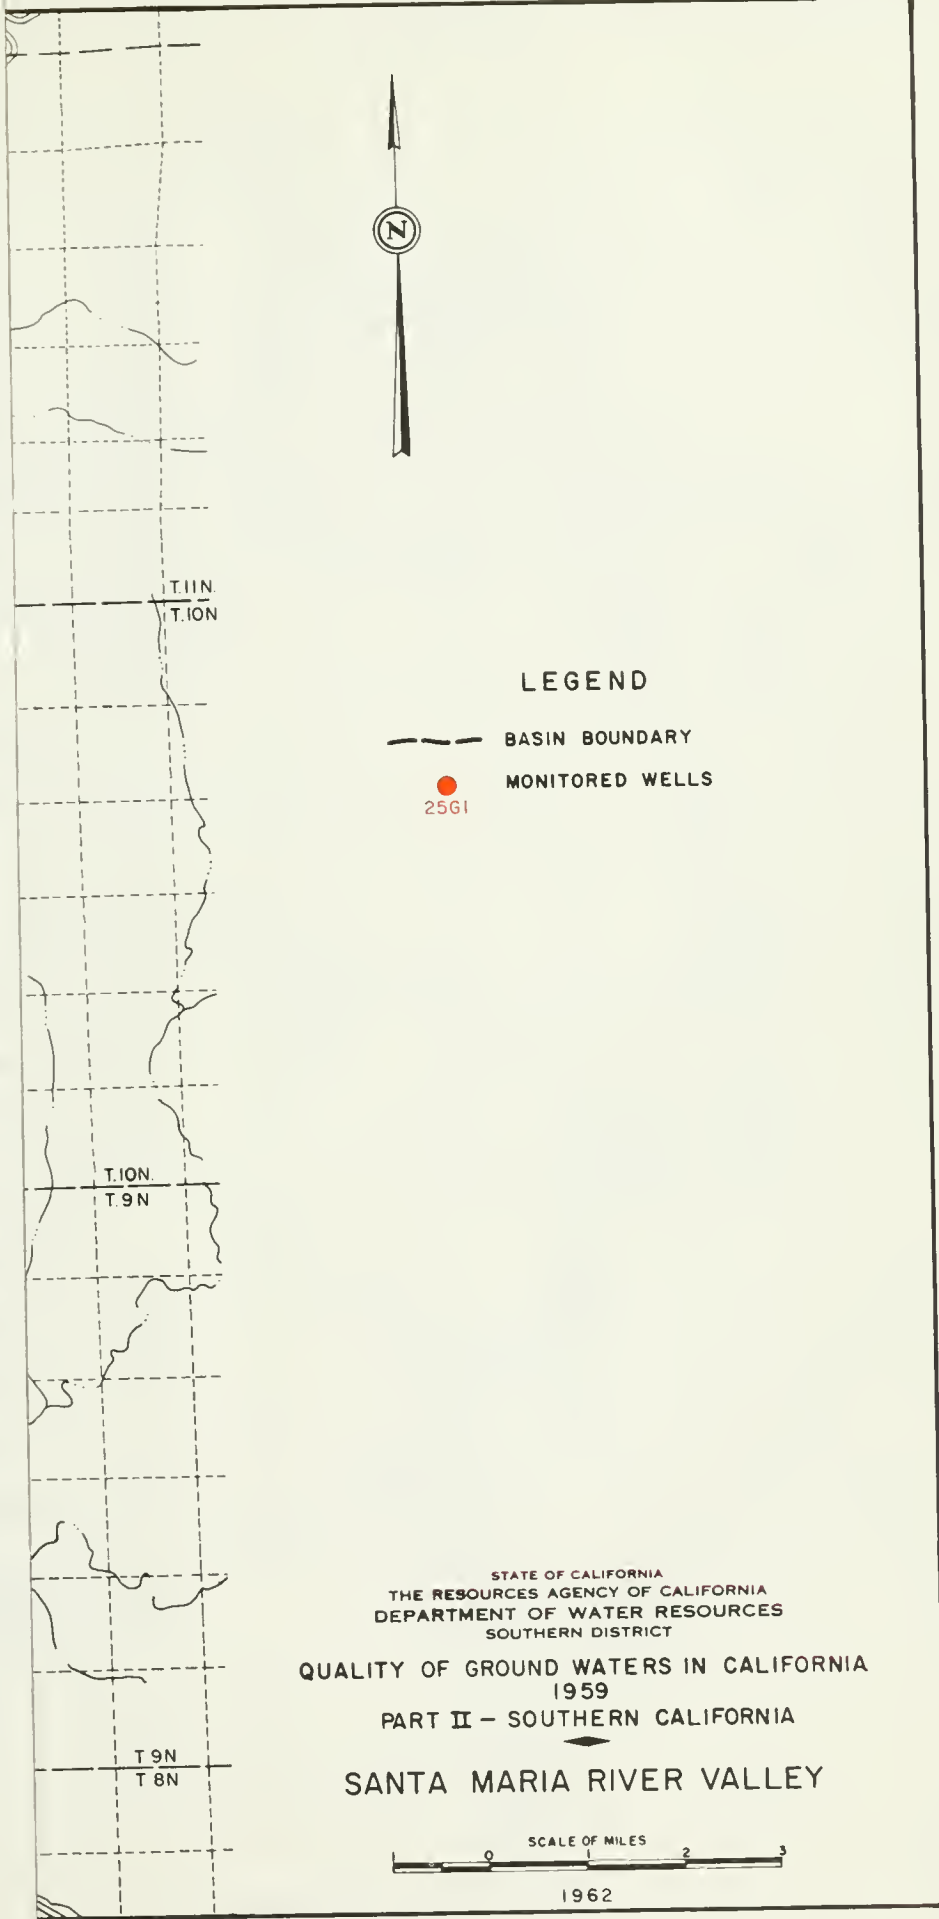 N
T.11N.
T.10N
LEGEND
BASIN BOUNDARY
MONITORED WELLS
25G1
T.10N.
T.9N
STATE OF CALIFORNIA
THE RESOURCES AGENCY OF CALIFORNIA
DEPARTMENT OF WATER RESOURCES
SOUTHERN DISTRICT
QUALITY OF GROUND WATERS IN CALIFORNIA
1959
PART II – SOUTHERN CALIFORNIA
T 9N
T 8N
SANTA MARIA RIVER VALLEY
SCALE OF MILES
1 0 1 2 3
1962